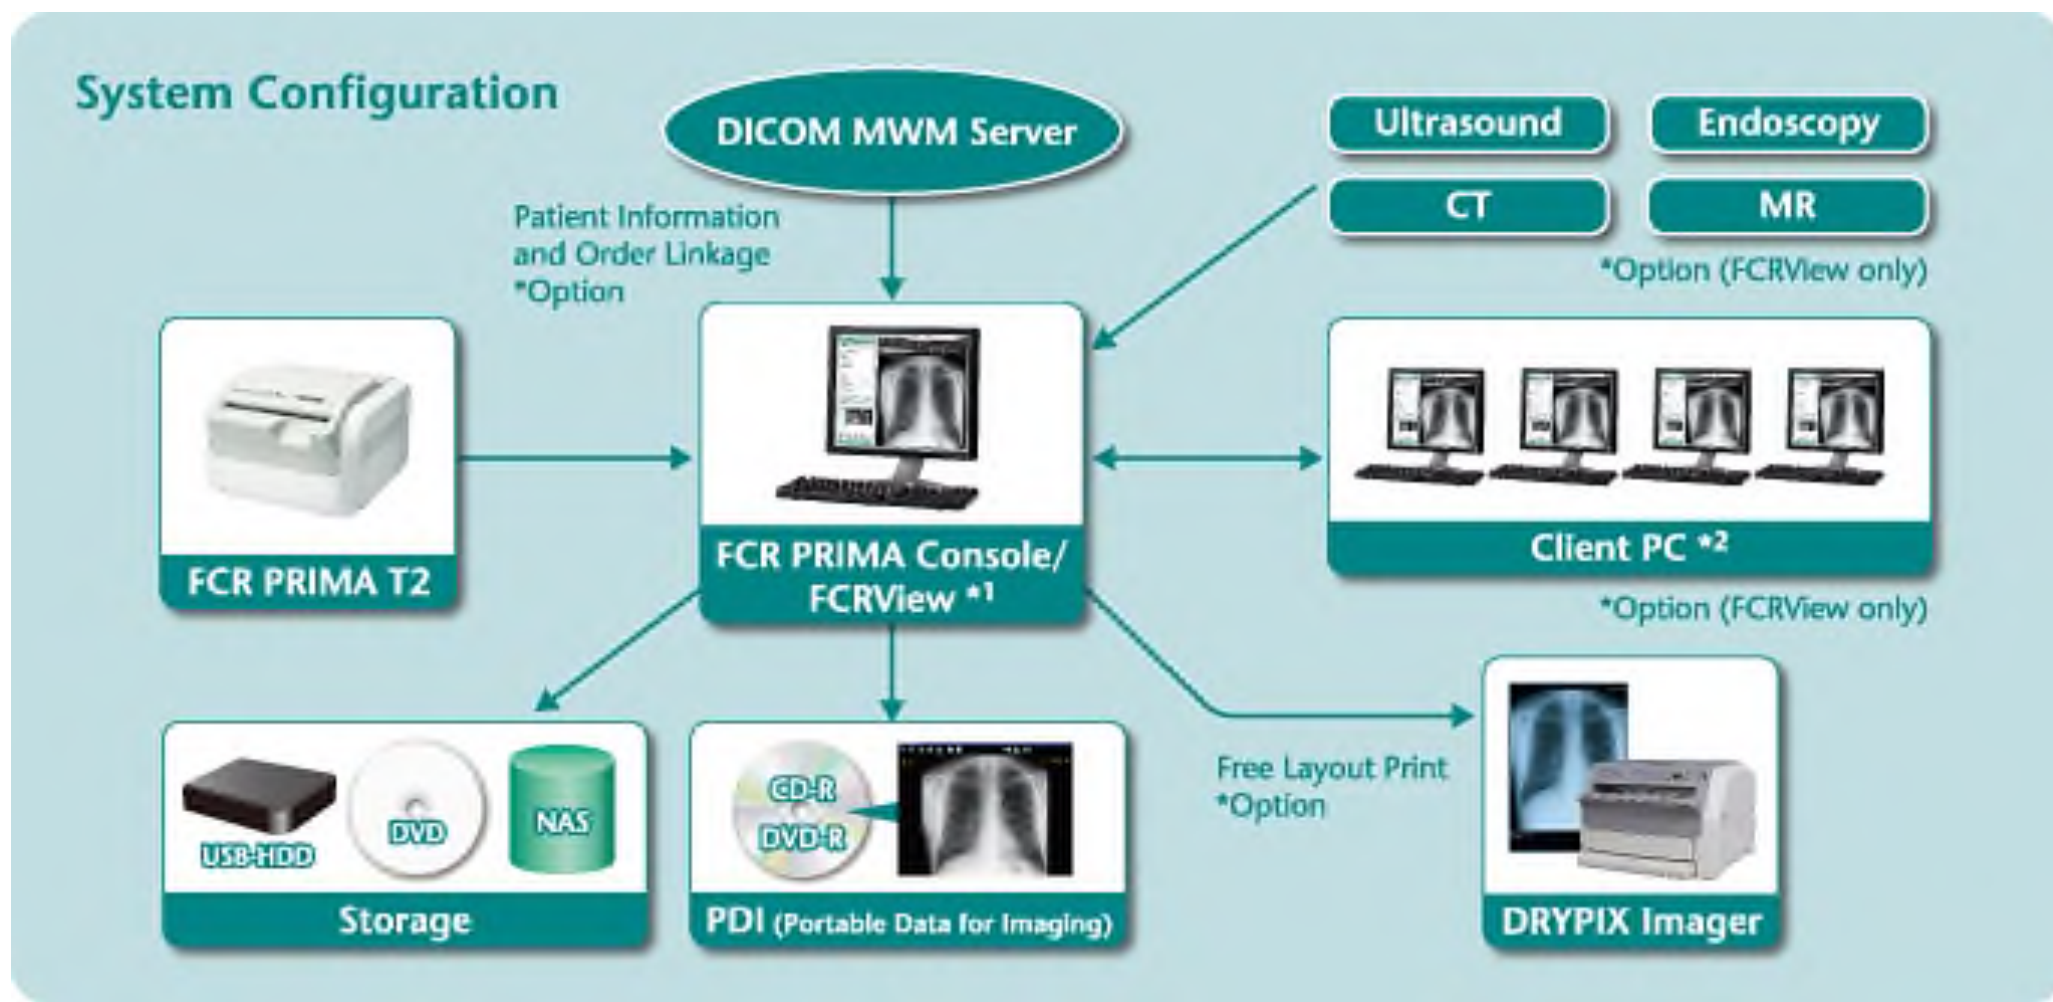 System Configuration
DICOM MWM Server
Ultrasound
Endoscopy
CT
MR
*Option (FCRView only)
Patient Information
and Order Linkage
*Option
FCR PRIMA T2
FCR PRIMA Console/
FCRView *1
Client PC *2
*Option (FCRView only)
USB-HDD
DVD
NAS
Storage
CD-R
DVD-R
PDI (Portable Data for Imaging)
Free Layout Print
*Option
DRYPIX Imager